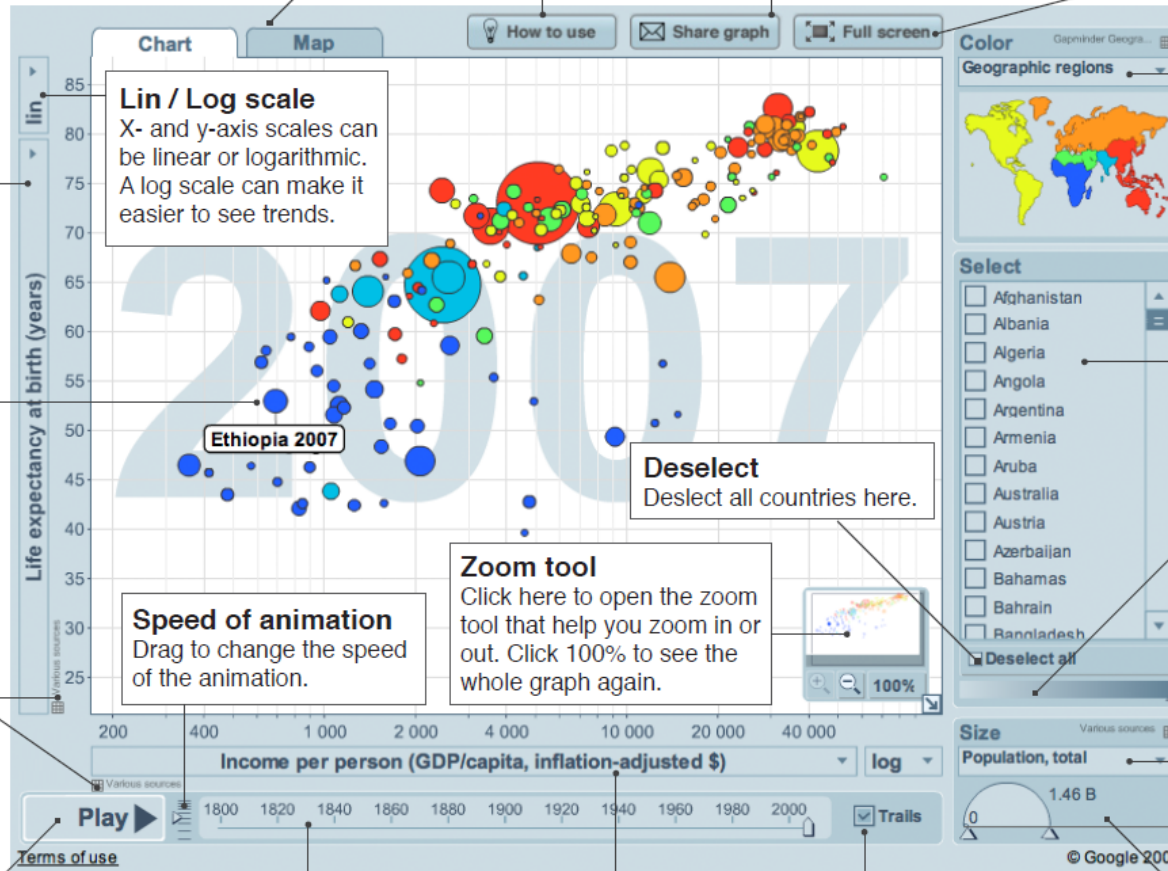 Chart
Map
How to use
Share graph
Full screen
Color
Gapminder Geogra...
Geographic regions
lin
Lin / Log scale
X- and y-axis scales can
be linear or logarithmic.
A log scale can make it
easier to see trends.
85
80
75
70
65
60
55
50
45
40
35
30
25
Life expectancy at birth (years)
Various sources
2007
Ethiopia 2007
Select
Afghanistan
Albania
Algeria
Angola
Argentina
Armenia
Aruba
Australia
Austria
Azerbaijan
Bahamas
Bahrain
Bangladesh
Deselect all
Deselect
Deslect all countries here.
Zoom tool
Click here to open the zoom
tool that help you zoom in or
out. Click 100% to see the
whole graph again.
100%
Speed of animation
Drag to change the speed
of the animation.
200 400 1 000 2 000 4 000 10 000 20 000 40 000
Income per person (GDP/capita, inflation-adjusted $)
log
Various sources
Size
Various sources
Population, total
1.46 B
0
Play
1800 1820 1840 1860 1880 1900 1920 1940 1960 1980 2000
Trails
Terms of use
© Google 200